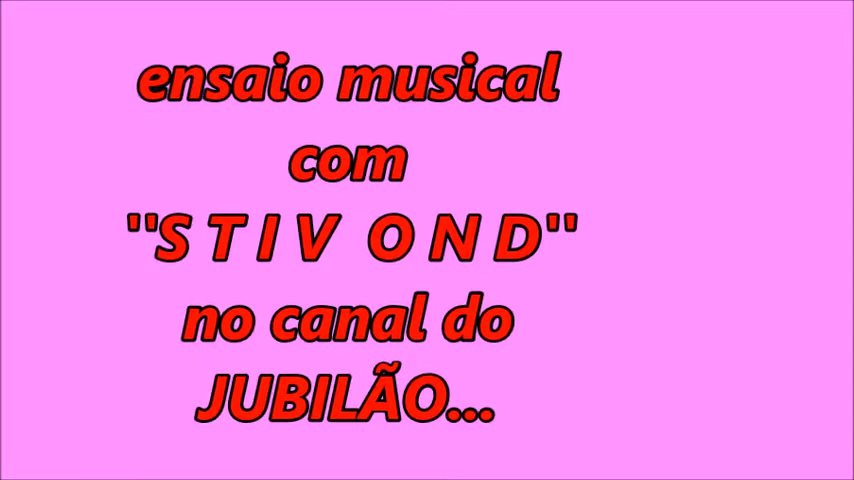 ensaio musical
com
"S T I V  O N D"
no canal do
JUBILÃO...